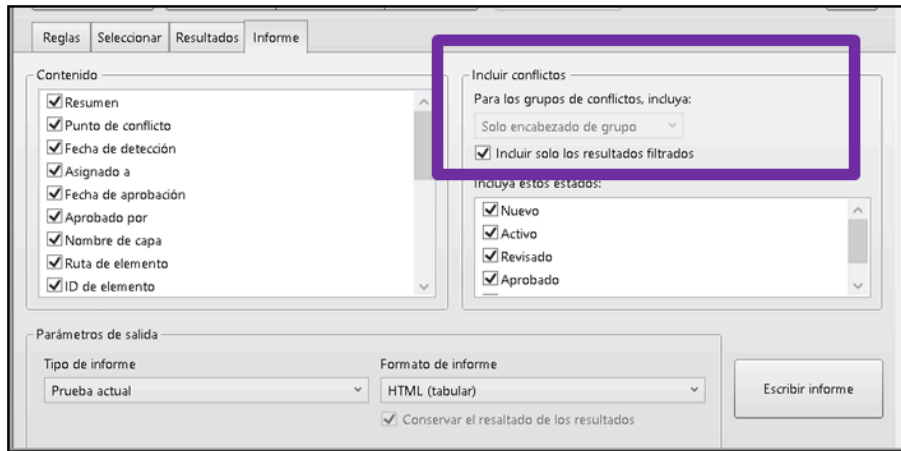 Reglas Seleccionar Resultados Informe
Contenido
Resumen
Punto de conflicto
Fecha de detección
Asignado a
Fecha de aprobación
Aprobado por
Nombre de capa
Ruta de elemento
ID de elemento
Incluir conflictos
Para los grupos de conflictos, incluya:
Solo encabezado de grupo
Incluir solo los resultados filtrados
Incluya estos estados:
Nuevo
Activo
Revisado
Aprobado
Parámetros de salida
Tipo de informe
Prueba actual
Formato de informe
HTML (tabular)
Conservar el resaltado de los resultados
Escribir informe